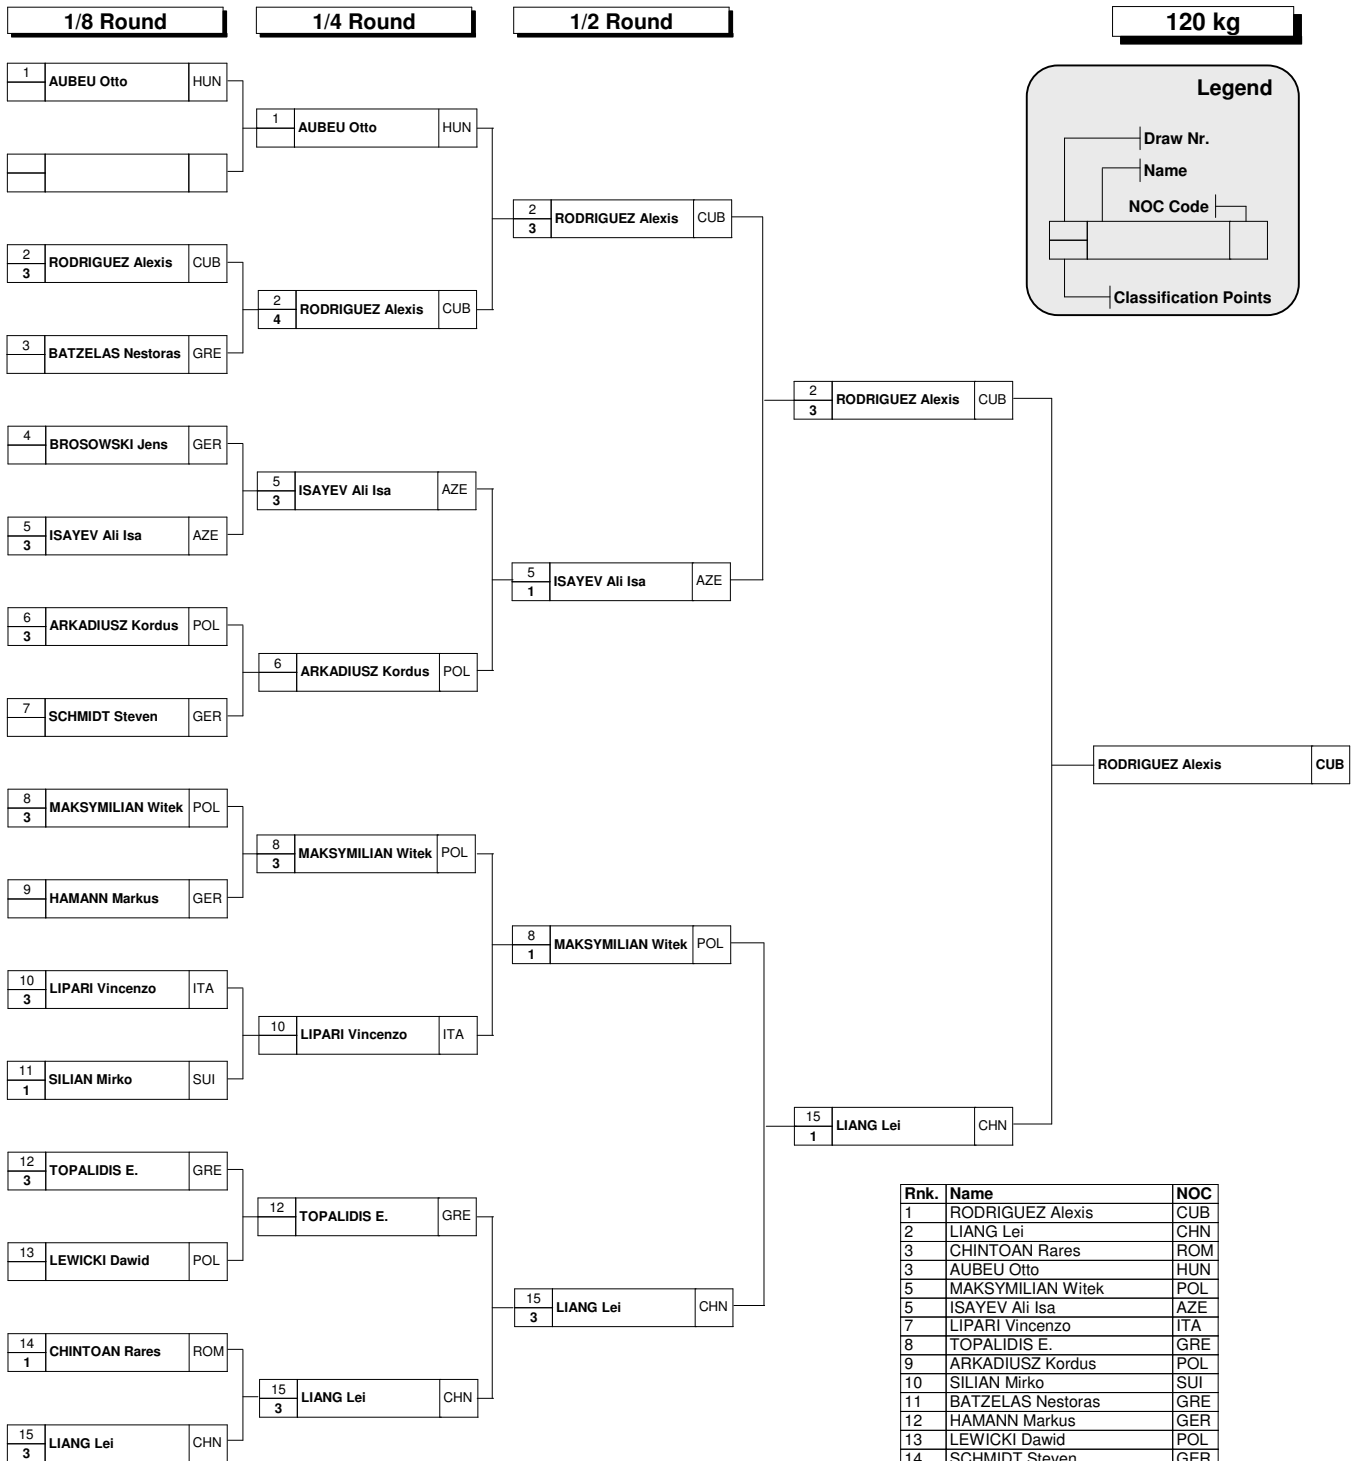 1/8 Round
1/4 Round
1/2 Round
120 kg
Legend
Draw Nr.
Name
NOC Code
Classification Points
1 AUBEU Otto HUN
2 RODRIGUEZ Alexis CUB
3
3 BATZELAS Nestoras GRE
4 BROSOWSKI Jens GER
5 ISAYEV Ali Isa AZE
3
6 ARKADIUSZ Kordus POL
3
7 SCHMIDT Steven GER
8 MAKSYMILIAN Witek POL
3
9 HAMANN Markus GER
10 LIPARI Vincenzo ITA
3
11 SILIAN Mirko SUI
1
12 TOPALIDIS E. GRE
3
13 LEWICKI Dawid POL
14 CHINTOAN Rares ROM
1
15 LIANG Lei CHN
3
1 AUBEU Otto HUN
2 RODRIGUEZ Alexis CUB
4
5 ISAYEV Ali Isa AZE
3
6 ARKADIUSZ Kordus POL
8 MAKSYMILIAN Witek POL
3
10 LIPARI Vincenzo ITA
12 TOPALIDIS E. GRE
15 LIANG Lei CHN
3
2 RODRIGUEZ Alexis CUB
3
5 ISAYEV Ali Isa AZE
1
8 MAKSYMILIAN Witek POL
1
15 LIANG Lei CHN
3
2 RODRIGUEZ Alexis CUB
3
15 LIANG Lei CHN
1
RODRIGUEZ Alexis CUB
Rnk. Name NOC
1 RODRIGUEZ Alexis CUB
2 LIANG Lei CHN
3 CHINTOAN Rares ROM
3 AUBEU Otto HUN
5 MAKSYMILIAN Witek POL
5 ISAYEV Ali Isa AZE
7 LIPARI Vincenzo ITA
8 TOPALIDIS E. GRE
9 ARKADIUSZ Kordus POL
10 SILIAN Mirko SUI
11 BATZELAS Nestoras GRE
12 HAMANN Markus GER
13 LEWICKI Dawid POL
14 SCHMIDT Steven GER